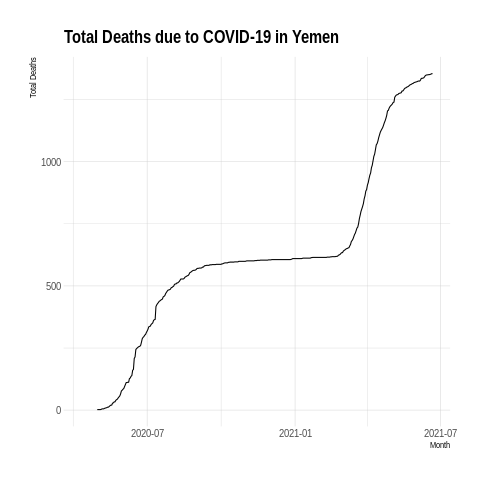 Total Deaths due to COVID-19 in Yemen
Total Deaths
1000
500
0
2020-07 2021-01 2021-07
Month